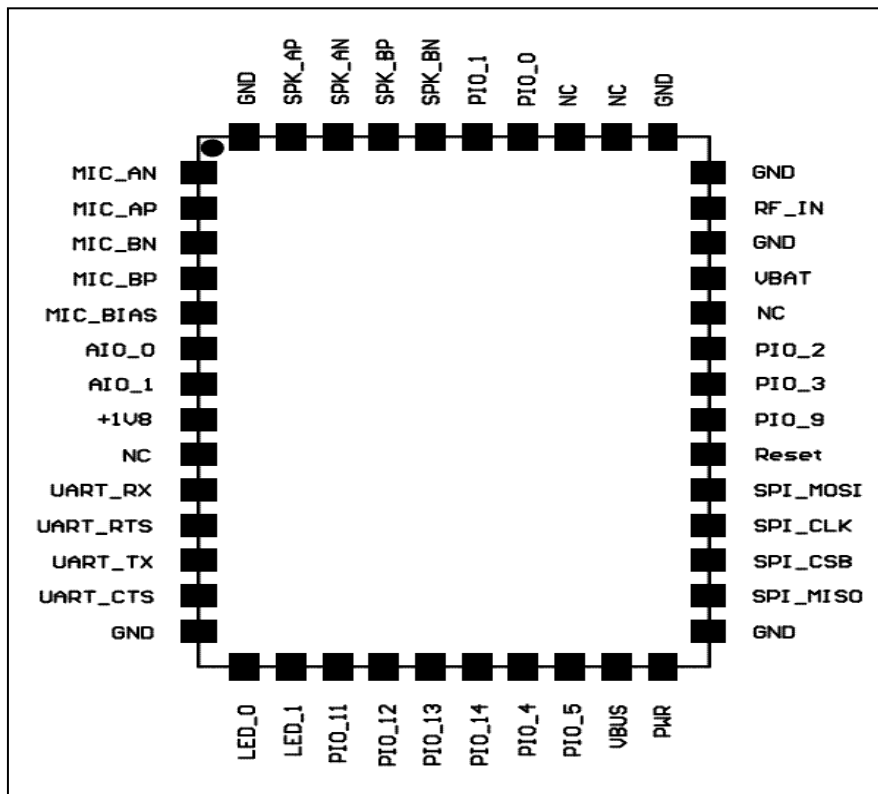 GND
SPK_AP
SPK_AN
SPK_BP
SPK_BN
PIO_1
PIO_0
NC
NC
GND
MIC_AN
MIC_AP
MIC_BN
MIC_BP
MIC_BIAS
AIO_0
AIO_1
+1V8
NC
UART_RX
UART_RTS
UART_TX
UART_CTS
GND
GND
RF_IN
GND
VBAT
NC
PIO_2
PIO_3
PIO_9
Reset
SPI_MOSI
SPI_CLK
SPI_CSB
SPI_MISO
GND
LED_0
LED_1
PIO_11
PIO_12
PIO_13
PIO_14
PIO_4
PIO_5
VBUS
PWR